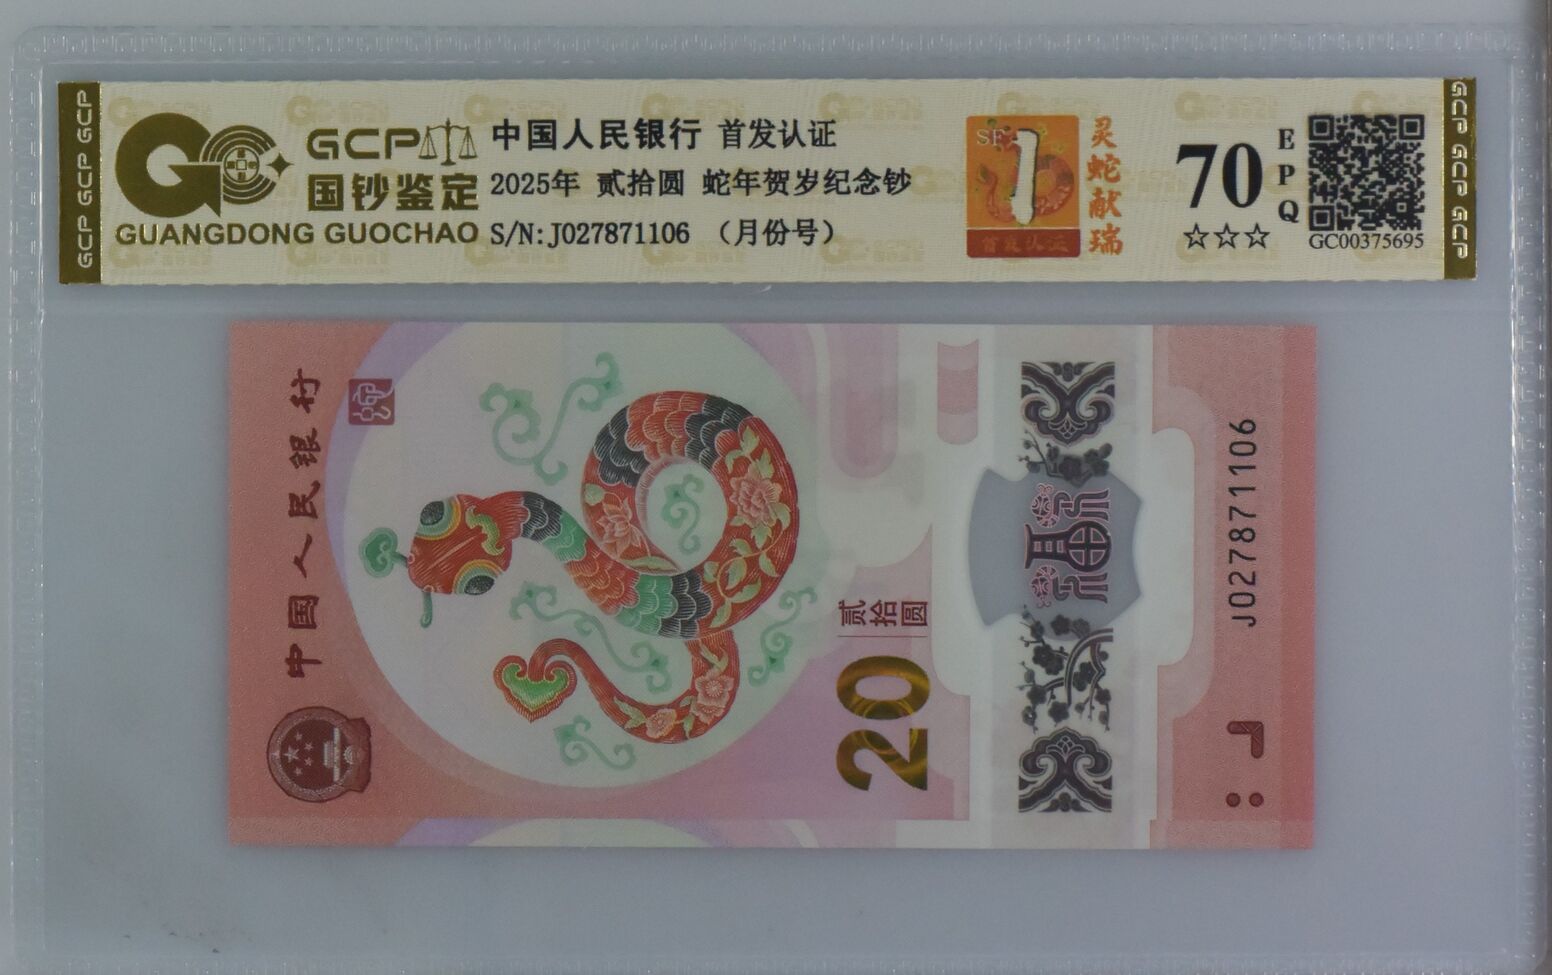 GCP GCP GCP
GCP
国钞鉴定
GUANGDONG GUOCHAO
中国人民银行 首发认证
2025年 贰拾圆 蛇年贺岁纪念钞
S/N:J027871106 （月份号）
1
首发认证
灵蛇献瑞
70
EPQ
☆☆☆
GC00375695
GCP GCP GCP
中国人民银行
贰拾圆
20
福
J027871106